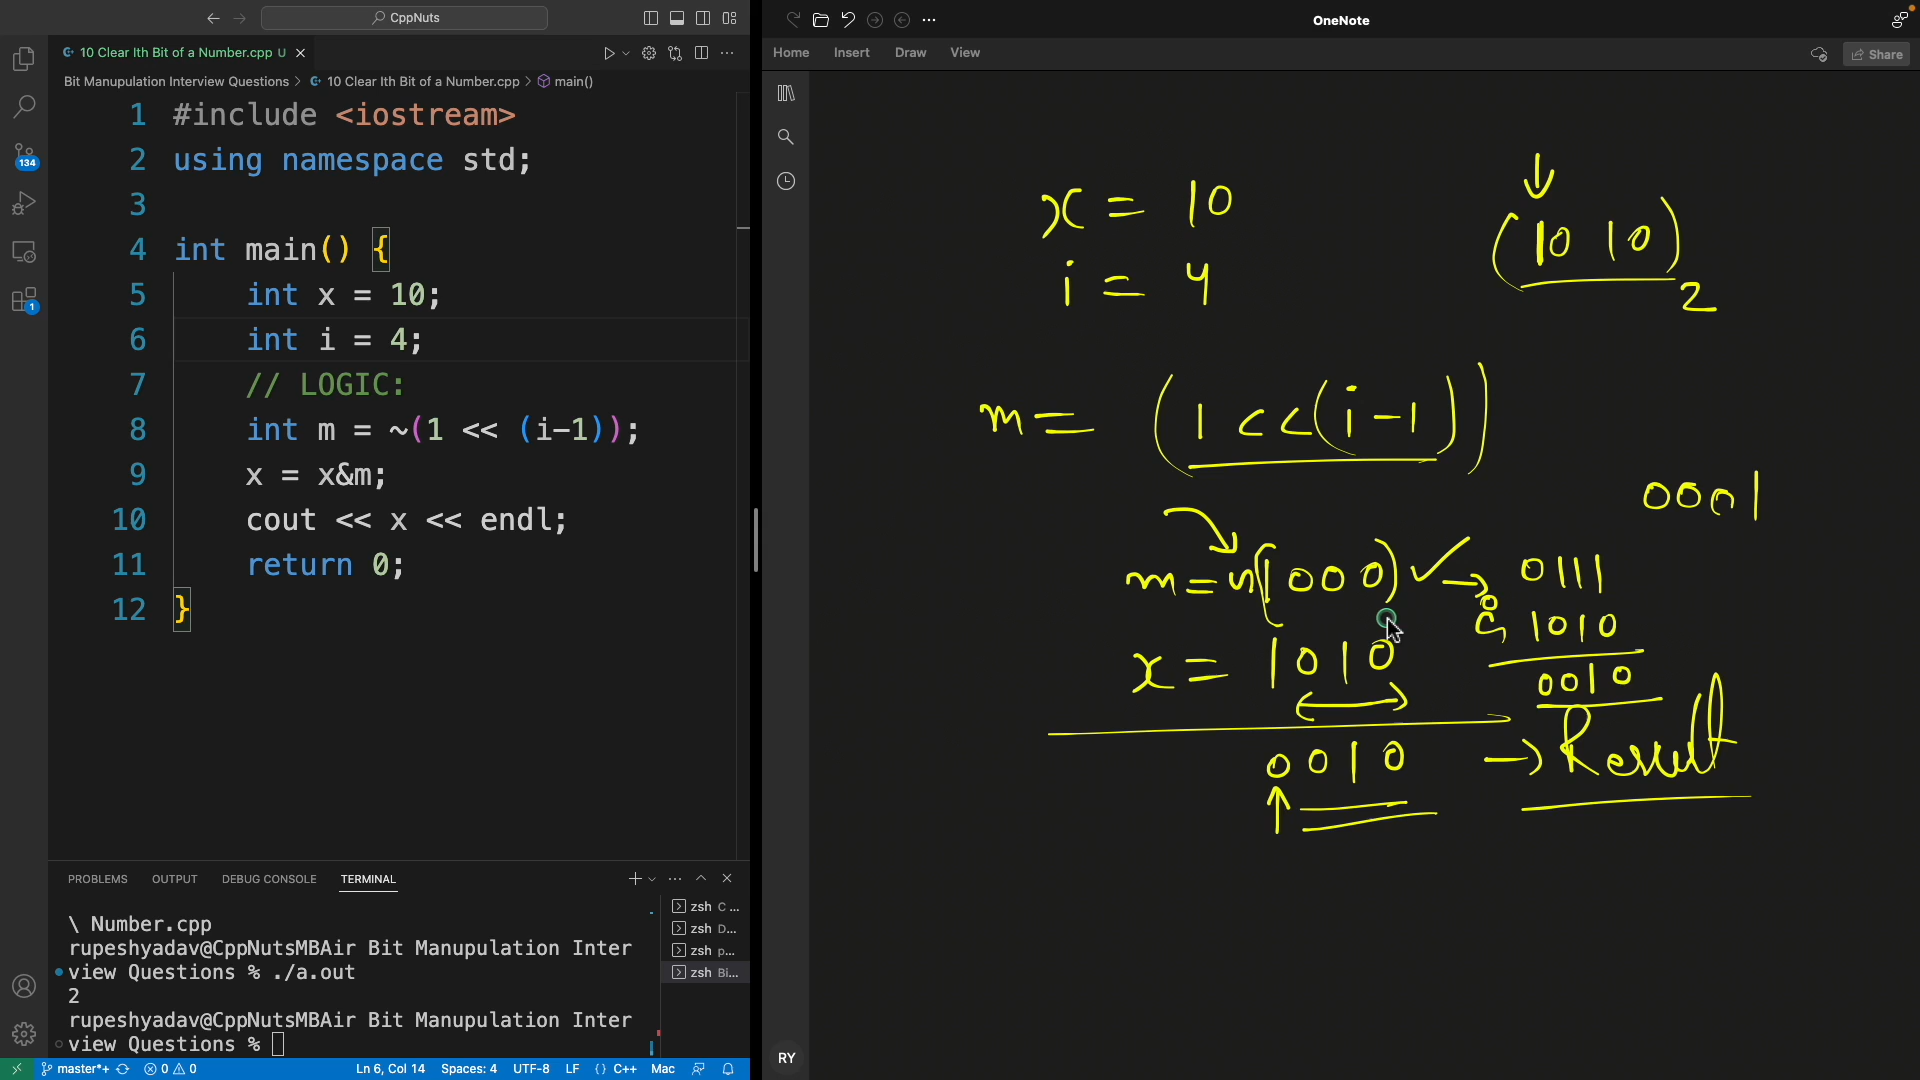 CppNuts
10 Clear Ith Bit of a Number.cpp U
Bit Manupulation Interview Questions > 10 Clear Ith Bit of a Number.cpp > main()
1 #include <iostream>
2 using namespace std;
3
4 int main() {
5 int x = 10;
6 int i = 4;
7 // LOGIC:
8 int m = ~(1 << (i-1));
9 x = x&m;
10 cout << x << endl;
11 return 0;
12 }
134
1
PROBLEMS OUTPUT DEBUG CONSOLE TERMINAL
\ Number.cpp
rupeshyadav@CppNutsMBAir Bit Manupulation Inter
view Questions % ./a.out
2
rupeshyadav@CppNutsMBAir Bit Manupulation Inter
view Questions %
zsh C ...
zsh D...
zsh p...
zsh Bi...
master*+ 0 0 Ln 6, Col 14 Spaces: 4 UTF-8 LF {} C++ Mac
OneNote
Home Insert Draw View
Share
x = 10
(1010)2
i = 4
m = (1<<(i-1))
0001
m = ~(1000) ✓ → 0111
& 1010
x = 1010
0010
0010 → Result
RY